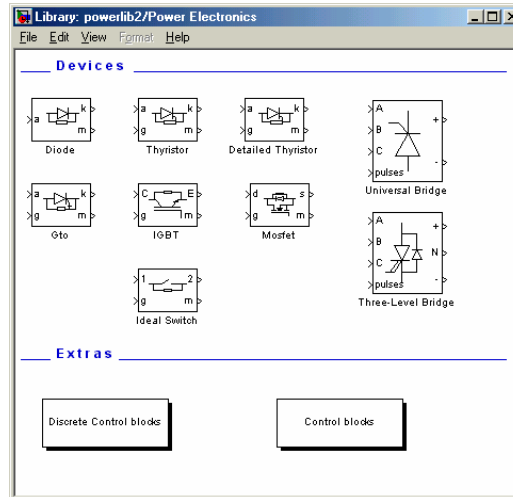 Library: powerlib2/Power Electronics
File Edit View Format Help
Devices
a k m
Diode
a g k m
Thyristor
a g k m
Detailed Thyristor
A B C pulses + -
Universal Bridge
a g k m
Gto
C g E m
IGBT
d g s m
Mosfet
A B C pulses N + -
Three-Level Bridge
1 g 2 m
Ideal Switch
Extras
Discrete Control blocks
Control blocks